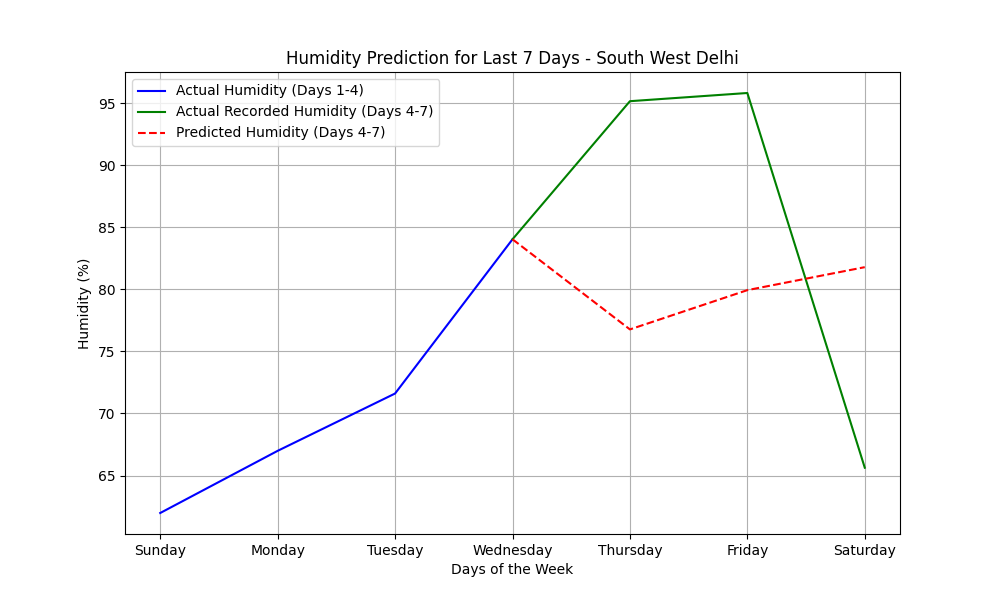 Humidity Prediction for Last 7 Days - South West Delhi
Actual Humidity (Days 1-4)
Actual Recorded Humidity (Days 4-7)
Predicted Humidity (Days 4-7)
Humidity (%)
95
90
85
80
75
70
65
Sunday Monday Tuesday Wednesday Thursday Friday Saturday
Days of the Week